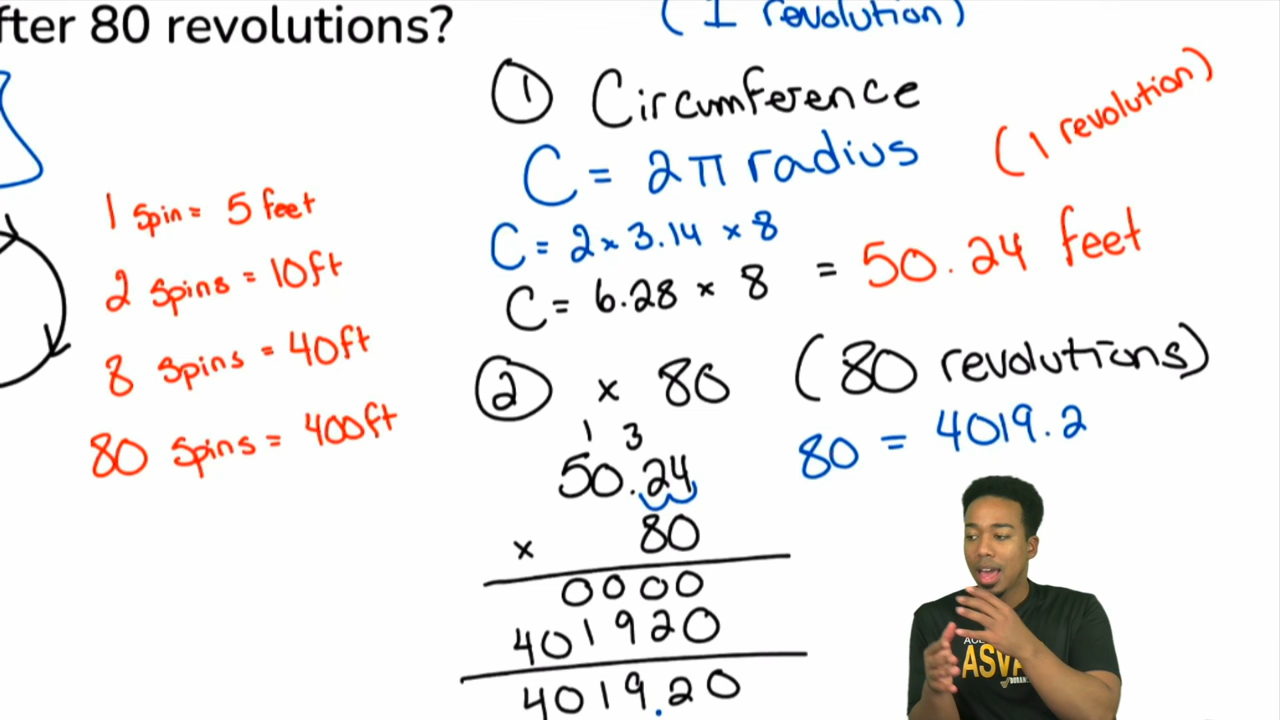 fter 80 revolutions?
(1 revolution)
① Circumference
C = 2π radius
(1 revolution)
C = 2 x 3.14 x 8
C = 6.28 x 8 = 50.24 feet
1 Spin = 5 feet
2 Spins = 10ft
8 Spins = 40ft
80 Spins = 400ft
② x 80 (80 revolutions)
80 = 4019.2
1 3
50.24
x 80
0000
401920
4019.20
ASVA